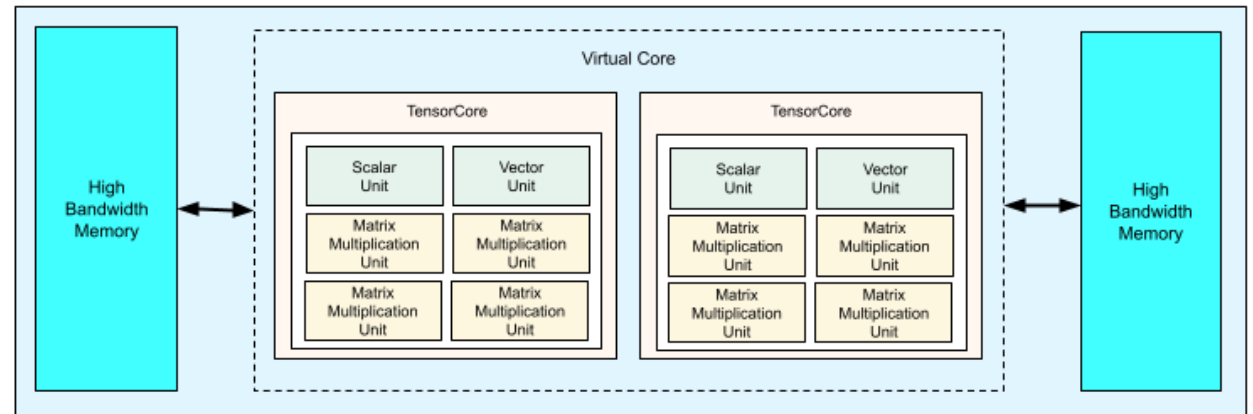 Virtual Core
High
Bandwidth
Memory
TensorCore
Scalar
Unit
Vector
Unit
Matrix
Multiplication
Unit
Matrix
Multiplication
Unit
Matrix
Multiplication
Unit
Matrix
Multiplication
Unit
TensorCore
Scalar
Unit
Vector
Unit
Matrix
Multiplication
Unit
Matrix
Multiplication
Unit
Matrix
Multiplication
Unit
Matrix
Multiplication
Unit
High
Bandwidth
Memory